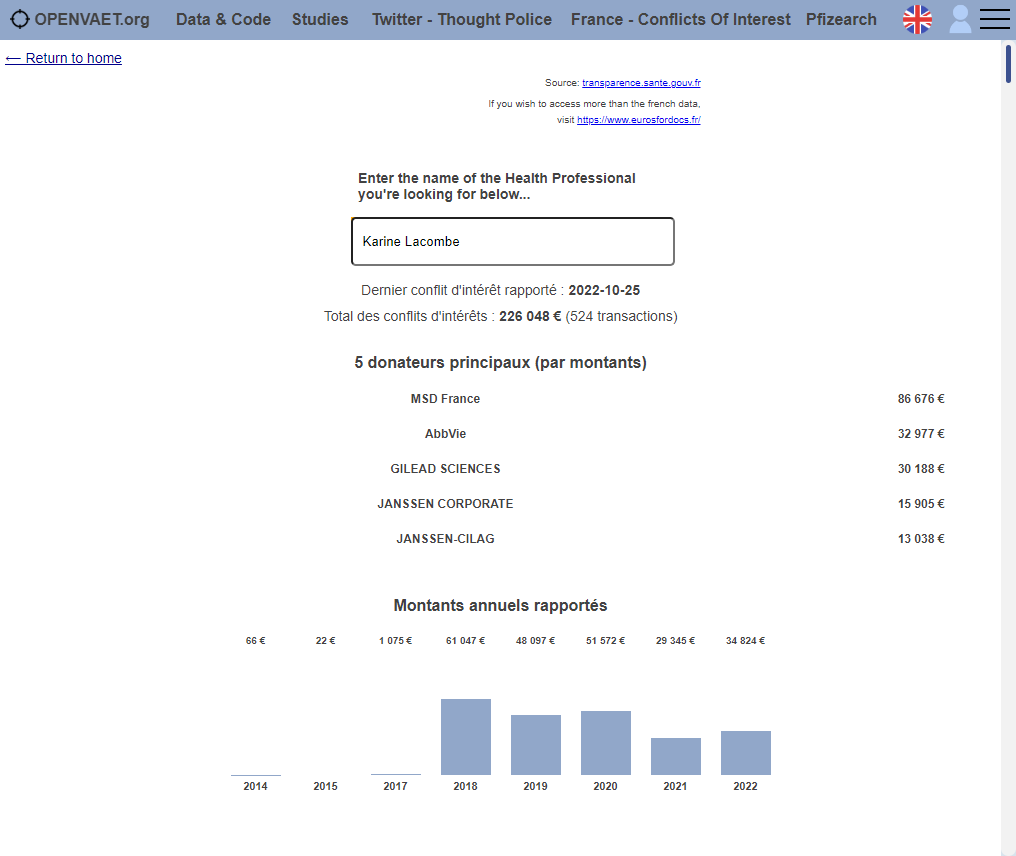 OPENVAET.org Data & Code Studies Twitter - Thought Police France - Conflicts Of Interest Pfizearch
← Return to home
Source: transparence.sante.gouv.fr
If you wish to access more than the french data,
visit https://www.eurosfordocs.fr/
Enter the name of the Health Professional
you're looking for below...
Karine Lacombe
Dernier conflit d'intérêt rapporté : 2022-10-25
Total des conflits d'intérêts : 226 048 € (524 transactions)
5 donateurs principaux (par montants)
MSD France 86 676 €
AbbVie 32 977 €
GILEAD SCIENCES 30 188 €
JANSSEN CORPORATE 15 905 €
JANSSEN-CILAG 13 038 €
Montants annuels rapportés
66 € 22 € 1 075 € 61 047 € 48 097 € 51 572 € 29 345 € 34 824 €
2014 2015 2017 2018 2019 2020 2021 2022